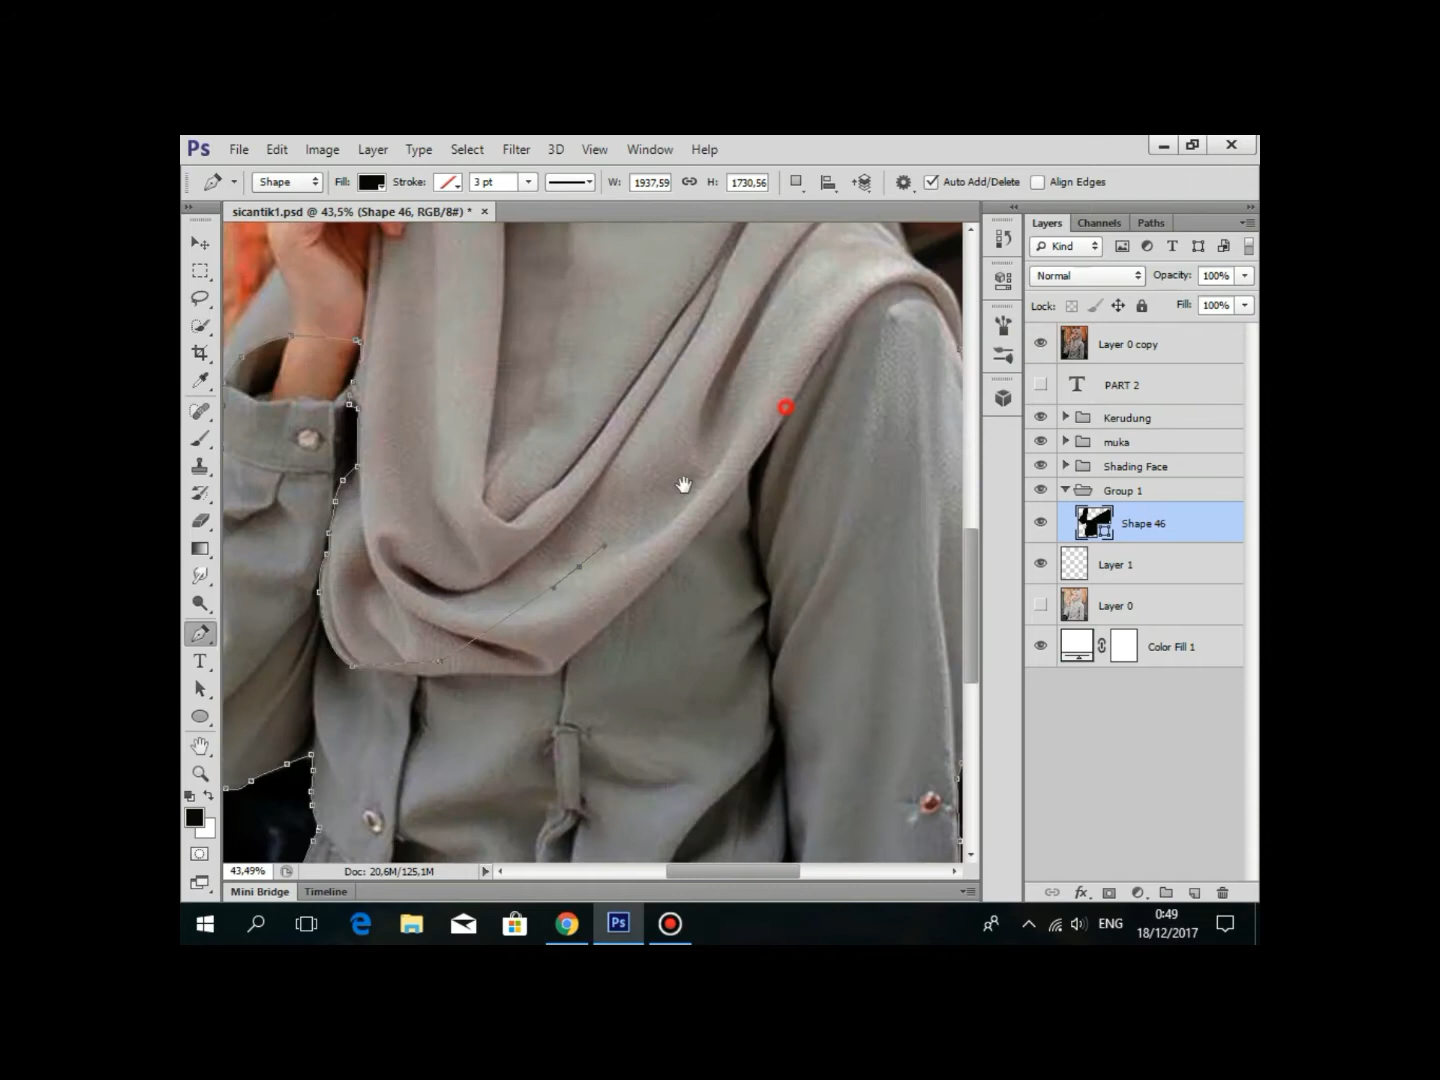 Ps File Edit Image Layer Type Select Filter 3D View Window Help
Shape Fill: Stroke: 3 pt W: 1937,59 H: 1730,56 Auto Add/Delete Align Edges
sicantik1.psd @ 43,5% (Shape 46, RGB/8#) * ×
Layers Channels Paths
Kind T
Normal Opacity: 100%
Lock: Fill: 100%
Layer 0 copy
T PART 2
Kerudung
muka
Shading Face
Group 1
Shape 46
Layer 1
Layer 0
Color Fill 1
T
43,49% Doc: 20,6M/125,1M
fx
Mini Bridge Timeline
Ps ENG 0:49
18/12/2017